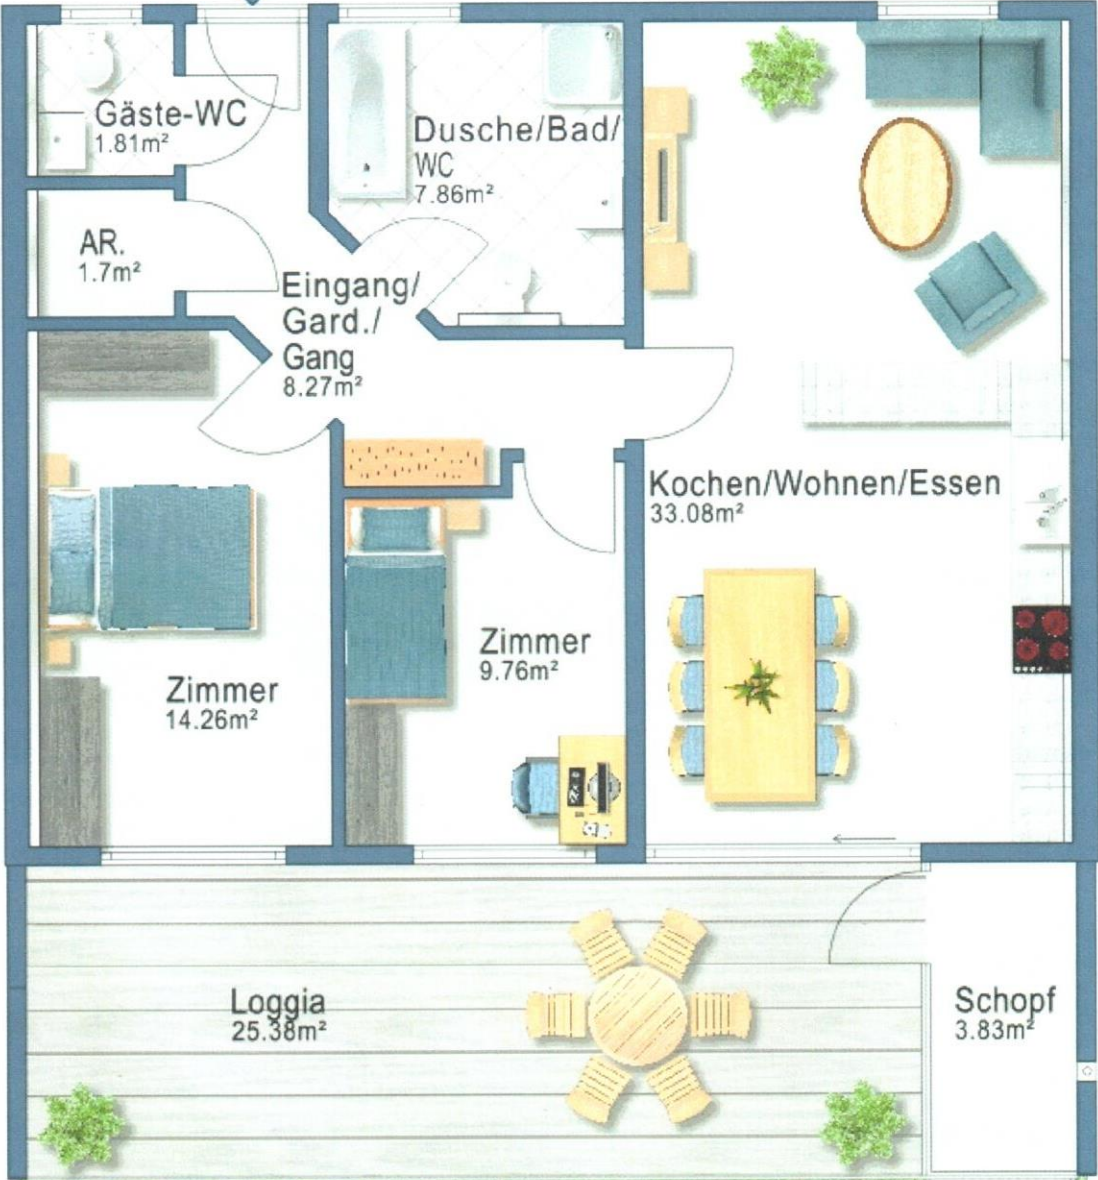 Gäste-WC
1.81m²
Dusche/Bad/
WC
7.86m²
AR.
1.7m²
Eingang/
Gard./
Gang
8.27m²
Kochen/Wohnen/Essen
33.08m²
Zimmer
9.76m²
Zimmer
14.26m²
Loggia
25.38m²
Schopf
3.83m²